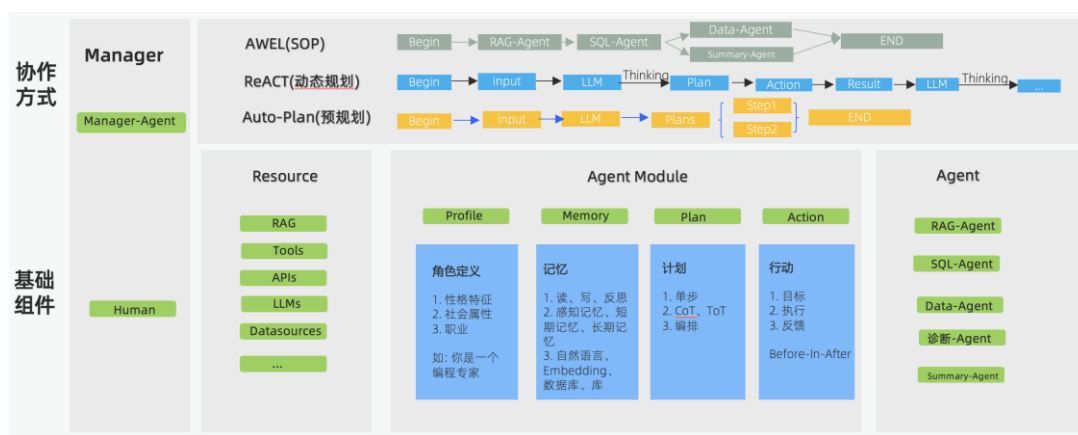 协作
方式
Manager
Manager-Agent
AWEL(SOP)
Begin
RAG-Agent
SQL-Agent
Data-Agent
Summary-Agent
END
ReACT(动态规划)
Begin
input
LLM
Thinking
Plan
Action
Result
LLM
Thinking
...
Auto-Plan(预规划)
Begin
input
LLM
Plans
Step1
Step2
END
基础
组件
Human
Resource
RAG
Tools
APIs
LLMs
Datasources
...
Agent Module
Profile
角色定义
1. 性格特征
2. 社会属性
3. 职业
如: 你是一个
编程专家
Memory
记忆
1. 读、写、反思
2. 感知记忆、短
期记忆、长期记
忆
3. 自然语言、
Embedding、
数据库、库
Plan
计划
1. 单步
2. CoT、ToT
3. 编排
Action
行动
1. 目标
2. 执行
3. 反馈
Before-In-After
Agent
RAG-Agent
SQL-Agent
Data-Agent
诊断-Agent
Summary-Agent